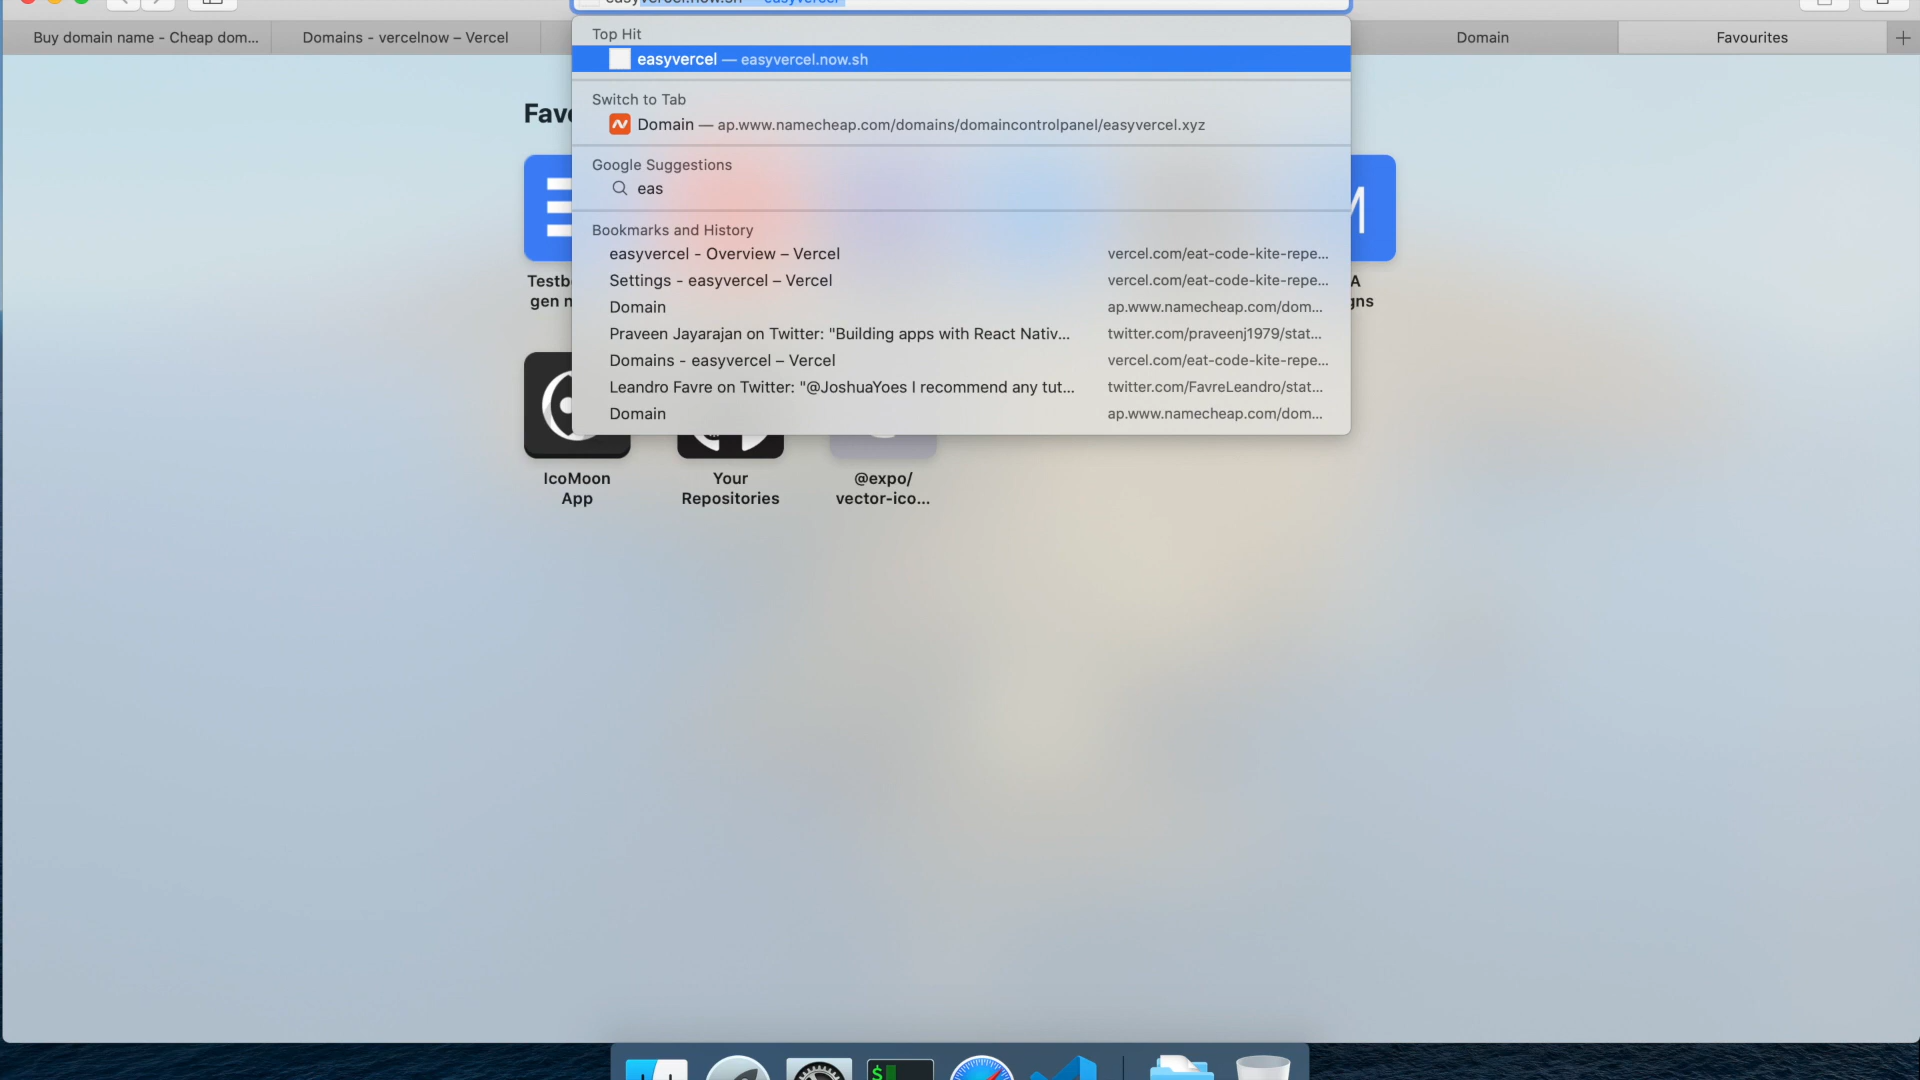 easyvercel.now.sh — easyvercel
Buy domain name - Cheap dom...
Domains - vercelnow – Vercel
Domain
Favourites
Top Hit
easyvercel — easyvercel.now.sh
Switch to Tab
Domain — ap.www.namecheap.com/domains/domaincontrolpanel/easyvercel.xyz
Google Suggestions
eas
Bookmarks and History
easyvercel - Overview – Vercel vercel.com/eat-code-kite-repe...
Settings - easyvercel – Vercel vercel.com/eat-code-kite-repe...
Domain ap.www.namecheap.com/dom...
Praveen Jayarajan on Twitter: "Building apps with React Nativ... twitter.com/praveenj1979/stat...
Domains - easyvercel – Vercel vercel.com/eat-code-kite-repe...
Leandro Favre on Twitter: "@JoshuaYoes I recommend any tut... twitter.com/FavreLeandro/stat...
Domain ap.www.namecheap.com/dom...
IcoMoon
App
Your
Repositories
@expo/
vector-ico...
$